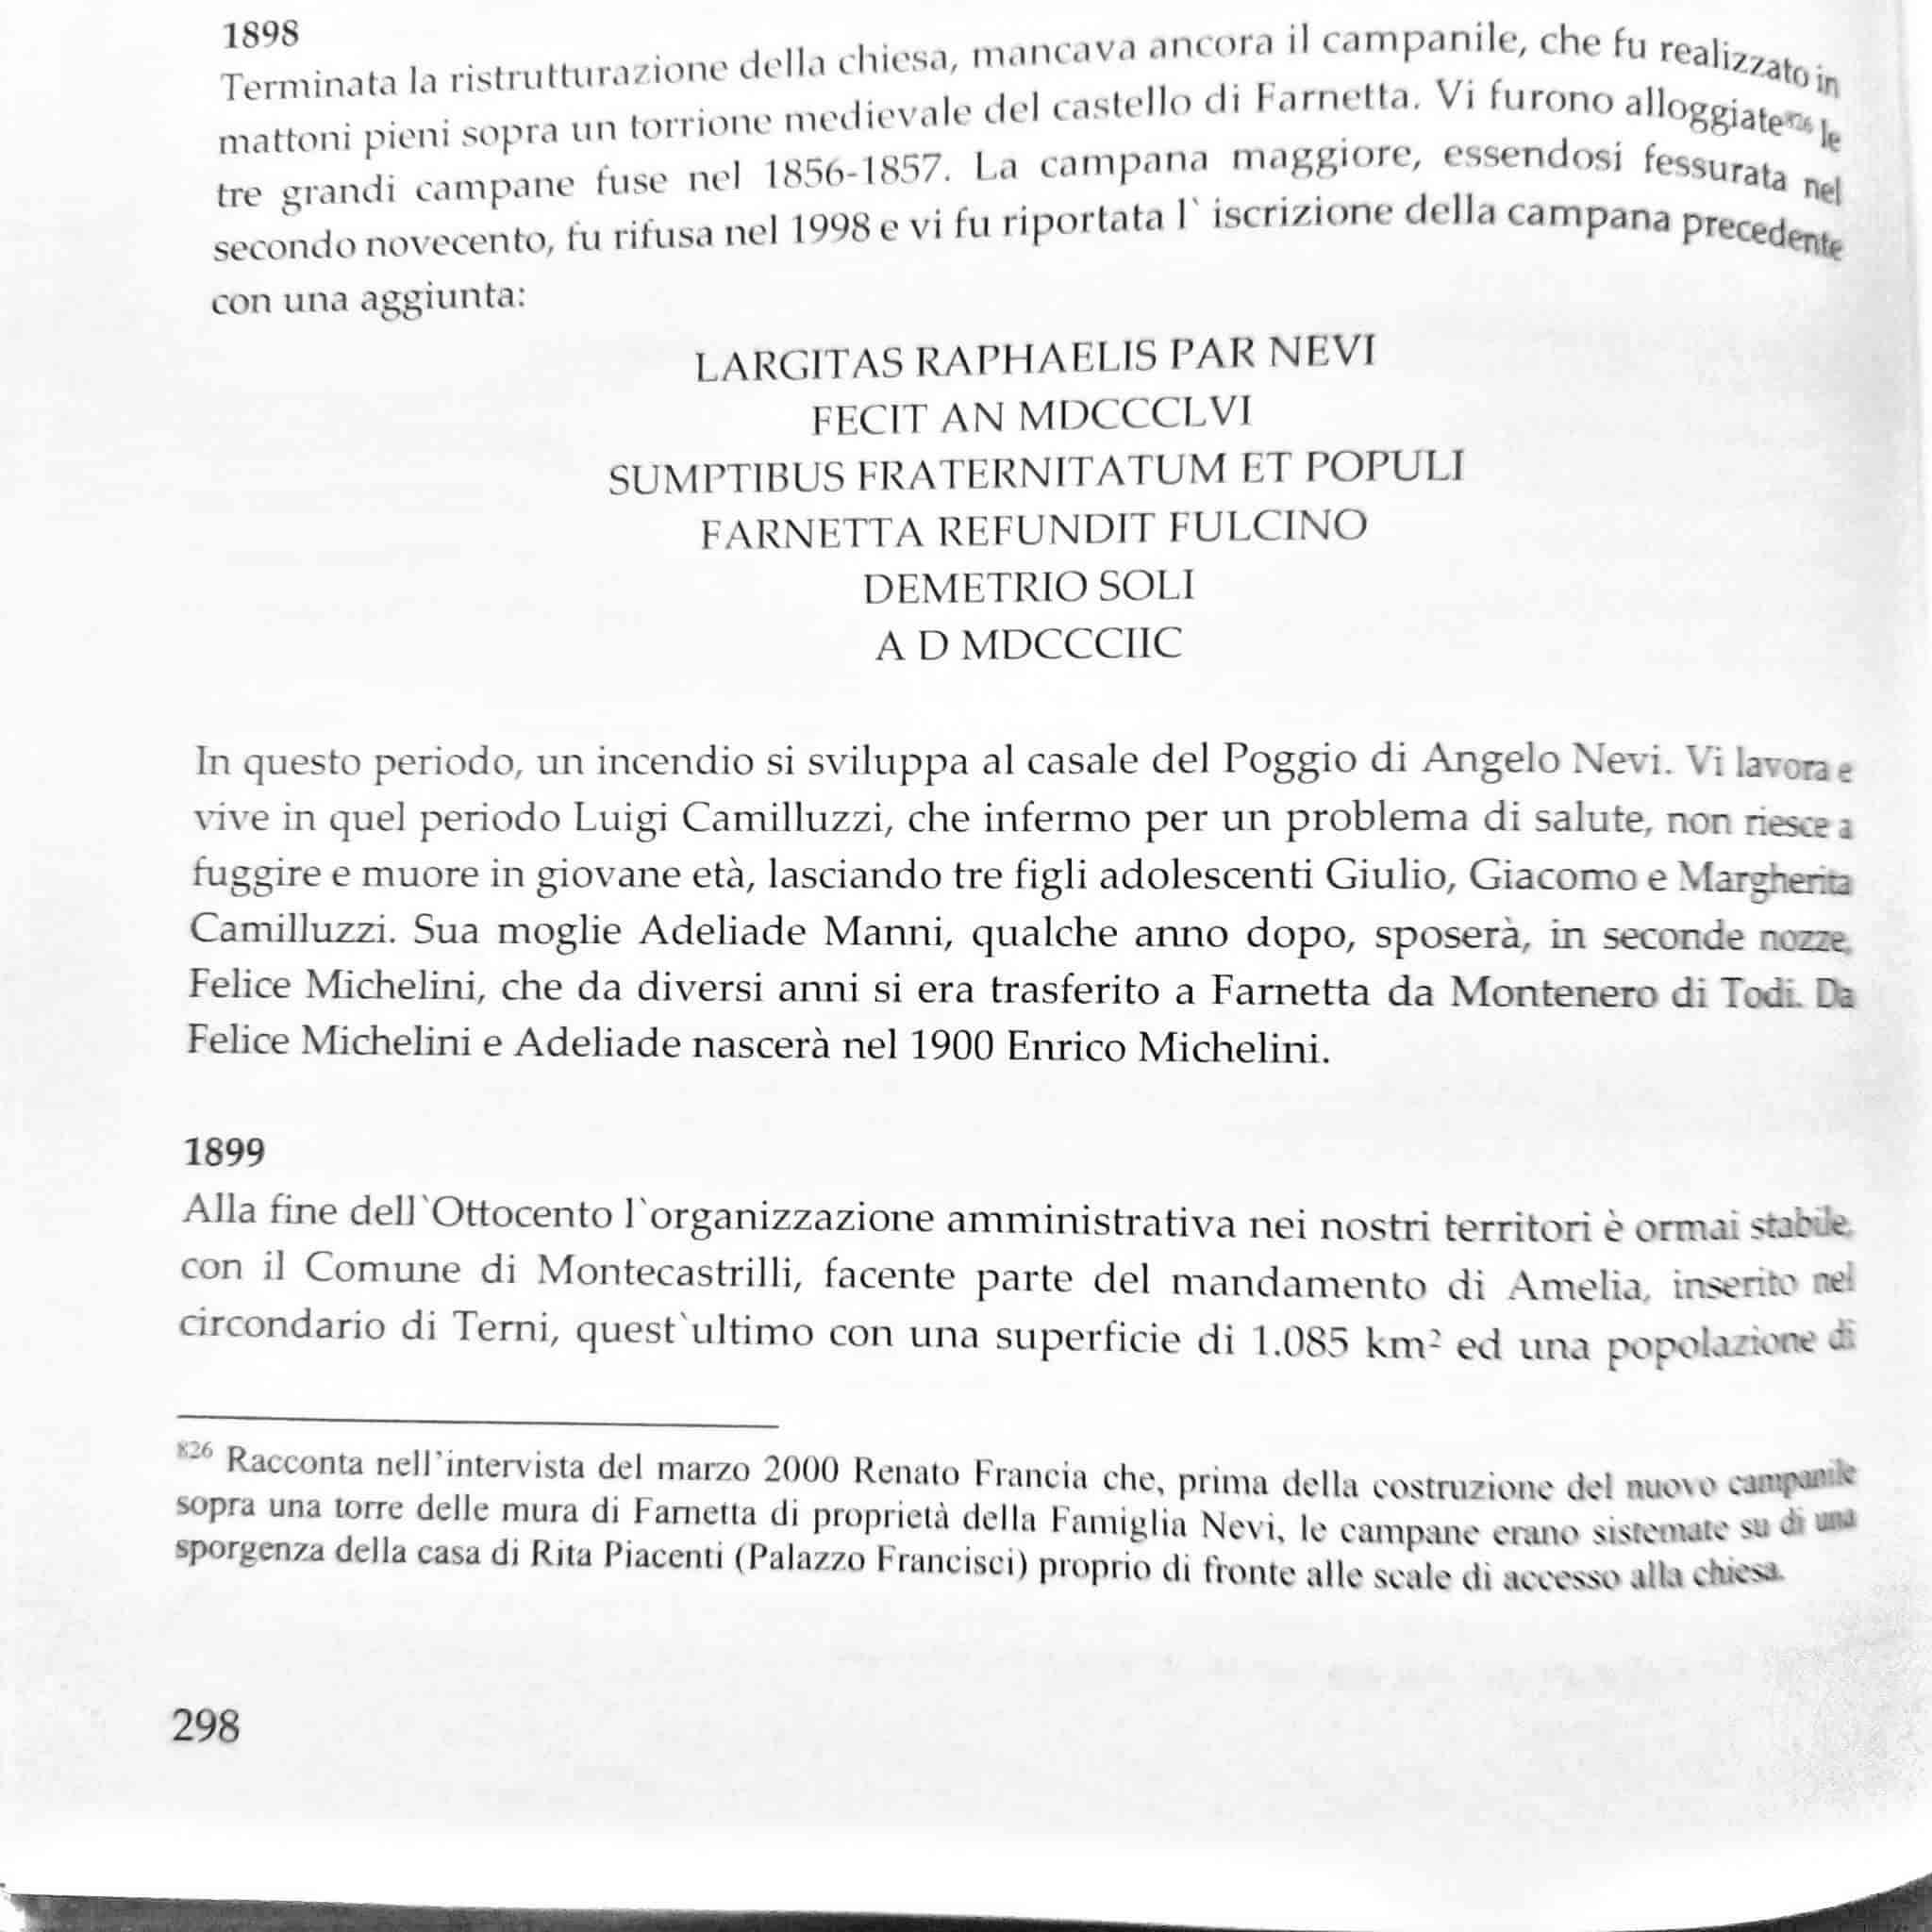 1898
Terminata la ristrutturazione della chiesa, mancava ancora il campanile, che fu realizzato in
mattoni pieni sopra un torrione medievale del castello di Farnetta. Vi furono alloggiate⁸²⁶ le
tre grandi campane fuse nel 1856-1857. La campana maggiore, essendosi fessurata nel
secondo novecento, fu rifusa nel 1998 e vi fu riportata l` iscrizione della campana precedente
con una aggiunta:
LARGITAS RAPHAELIS PAR NEVI
FECIT AN MDCCCLVI
SUMPTIBUS FRATERNITATUM ET POPULI
FARNETTA REFUNDIT FULCINO
DEMETRIO SOLI
A D MDCCCIIC
In questo periodo, un incendio si sviluppa al casale del Poggio di Angelo Nevi. Vi lavora e
vive in quel periodo Luigi Camilluzzi, che infermo per un problema di salute, non riesce a
fuggire e muore in giovane età, lasciando tre figli adolescenti Giulio, Giacomo e Margherita
Camilluzzi. Sua moglie Adeliade Manni, qualche anno dopo, sposerà, in seconde nozze,
Felice Michelini, che da diversi anni si era trasferito a Farnetta da Montenero di Todi. Da
Felice Michelini e Adeliade nascerà nel 1900 Enrico Michelini.
1899
Alla fine dell`Ottocento l`organizzazione amministrativa nei nostri territori è ormai stabile,
con il Comune di Montecastrilli, facente parte del mandamento di Amelia, inserito nel
circondario di Terni, quest`ultimo con una superficie di 1.085 km² ed una popolazione di
⁸²⁶ Racconta nell'intervista del marzo 2000 Renato Francia che, prima della costruzione del nuovo campanile
sopra una torre delle mura di Farnetta di proprietà della Famiglia Nevi, le campane erano sistemate su di una
sporgenza della casa di Rita Piacenti (Palazzo Francisci) proprio di fronte alle scale di accesso alla chiesa.
298